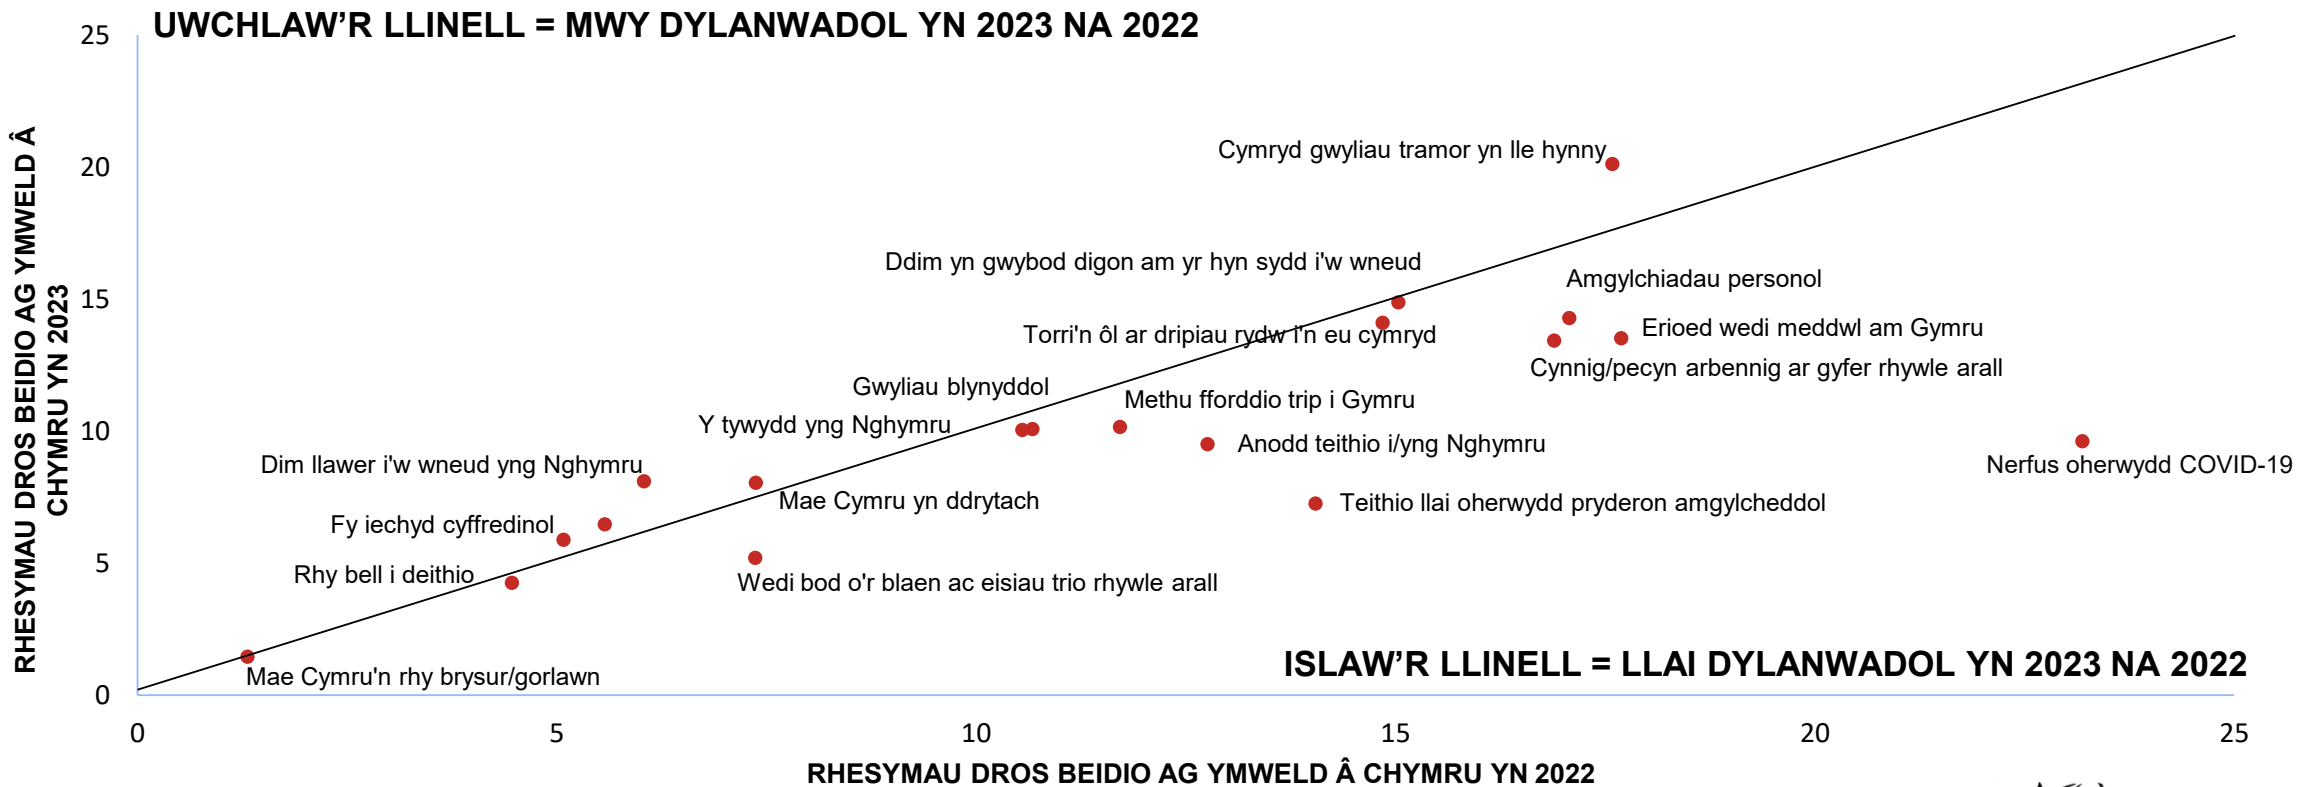 UWCHLAW’R LLINELL = MWY DYLANWADOL YN 2023 NA 2022
25
20
15
10
5
0
RHESYMAU DROS BEIDIO AG YMWELD Â
CHYMRU YN 2023
Cymryd gwyliau tramor yn lle hynny
Ddim yn gwybod digon am yr hyn sydd i'w wneud
Amgylchiadau personol
Torri'n ôl ar dripiau rydw i'n eu cymryd
Erioed wedi meddwl am Gymru
Cynnig/pecyn arbennig ar gyfer rhywle arall
Gwyliau blynyddol
Methu fforddio trip i Gymru
Y tywydd yng Nghymru
Anodd teithio i/yng Nghymru
Dim llawer i'w wneud yng Nghymru
Nerfus oherwydd COVID-19
Mae Cymru yn ddrytach
Teithio llai oherwydd pryderon amgylcheddol
Fy iechyd cyffredinol
Rhy bell i deithio
Wedi bod o'r blaen ac eisiau trio rhywle arall
Mae Cymru'n rhy brysur/gorlawn
ISLAW’R LLINELL = LLAI DYLANWADOL YN 2023 NA 2022
0 5 10 15 20 25
RHESYMAU DROS BEIDIO AG YMWELD Â CHYMRU YN 2022